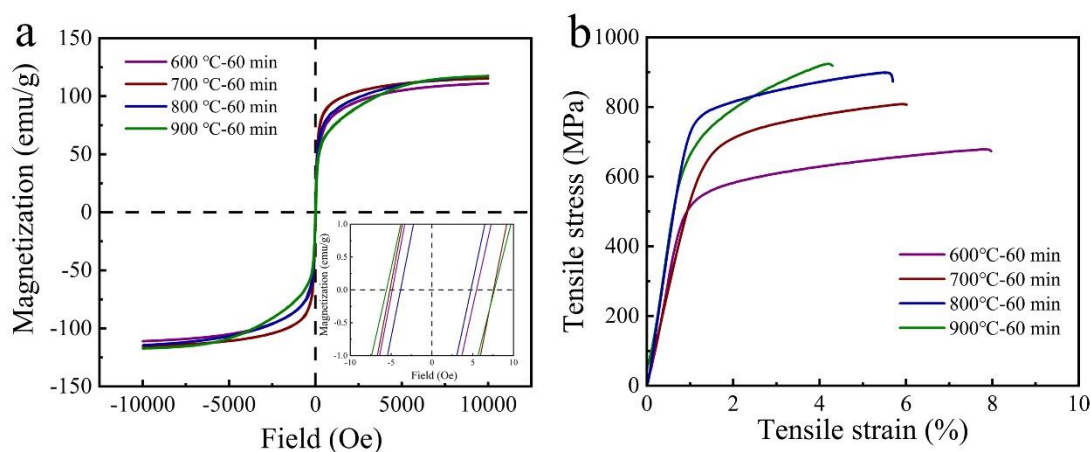 a
Magnetization (emu/g)
150
100
50
0
-50
-100
-150
600 ℃-60 min
700 ℃-60 min
800 ℃-60 min
900 ℃-60 min
Magnetization (emu/g)
1.0
0.5
0.0
-0.5
-1.0
-10 -5 0 5 10
Field (Oe)
-10000 -5000 0 5000 10000
Field (Oe)
b
Tensile stress (MPa)
1000
800
600
400
200
0
600℃-60 min
700℃-60 min
800℃-60 min
900℃-60 min
0 2 4 6 8 10
Tensile strain (%)